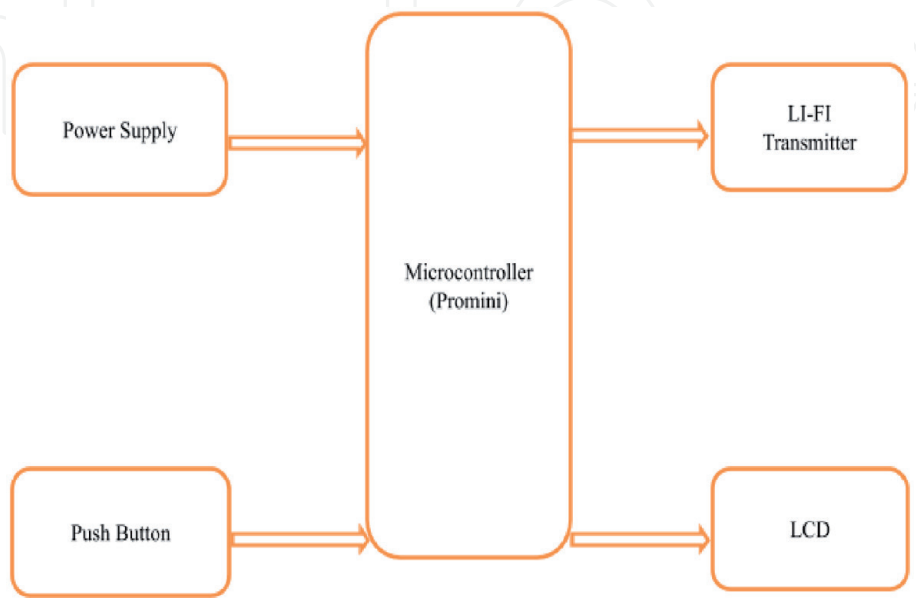 Power Supply
LI-FI
Transmitter
Microcontroller
(Promini)
Push Button
LCD